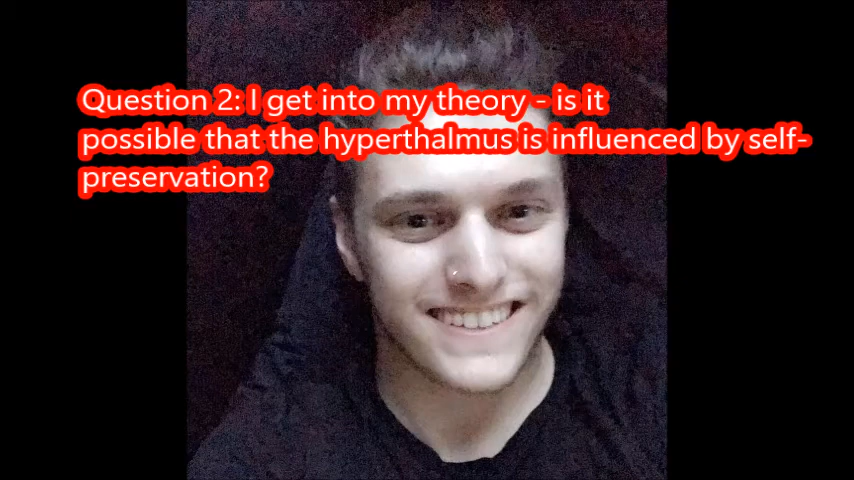 Question 2: I get into my theory - is it
possible that the hyperthalmus is influenced by self-
preservation?